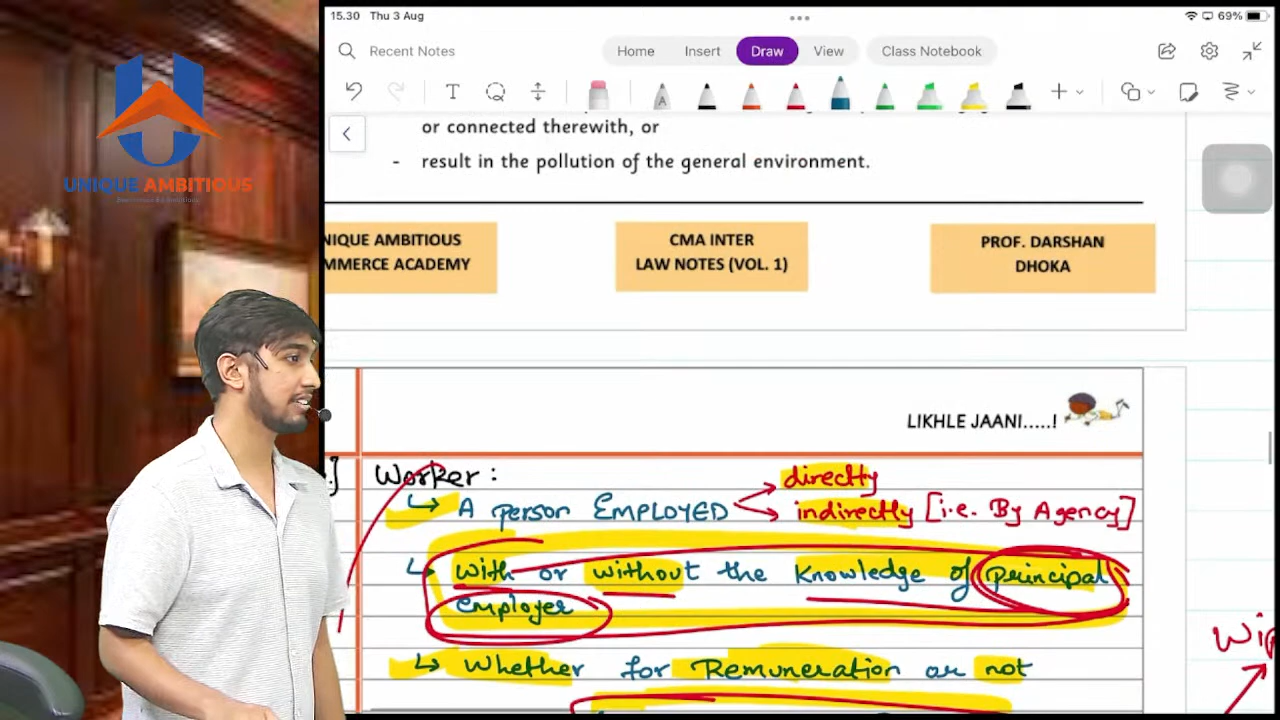 15.30 Thu 3 Aug
69%
Recent Notes
Home Insert Draw View Class Notebook
or connected therewith, or
- result in the pollution of the general environment.
UNIQUE AMBITIOUS
NIQUE AMBITIOUS
MMERCE ACADEMY
CMA INTER
LAW NOTES (VOL. 1)
PROF. DARSHAN
DHOKA
LIKHLE JAANI.....!
.] Worker :
↳ A person EMPLOYED directly
indirectly [i.e. By Agency]
↳ With or without the knowledge of principal
employer
↳ Whether for Remuneration or not